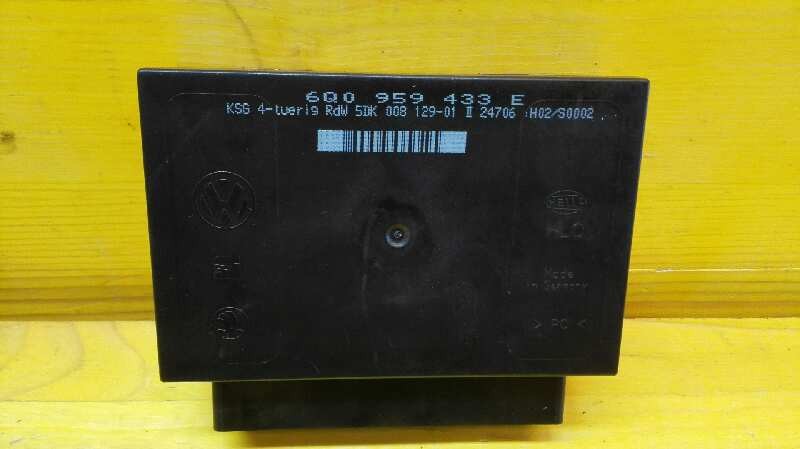 6Q0 959 433 E
KSG 4-tuerig RdW 5DK 008 129-01 II 24706 H02/S0002
VW
Hella
Made
in Germany
> PC <